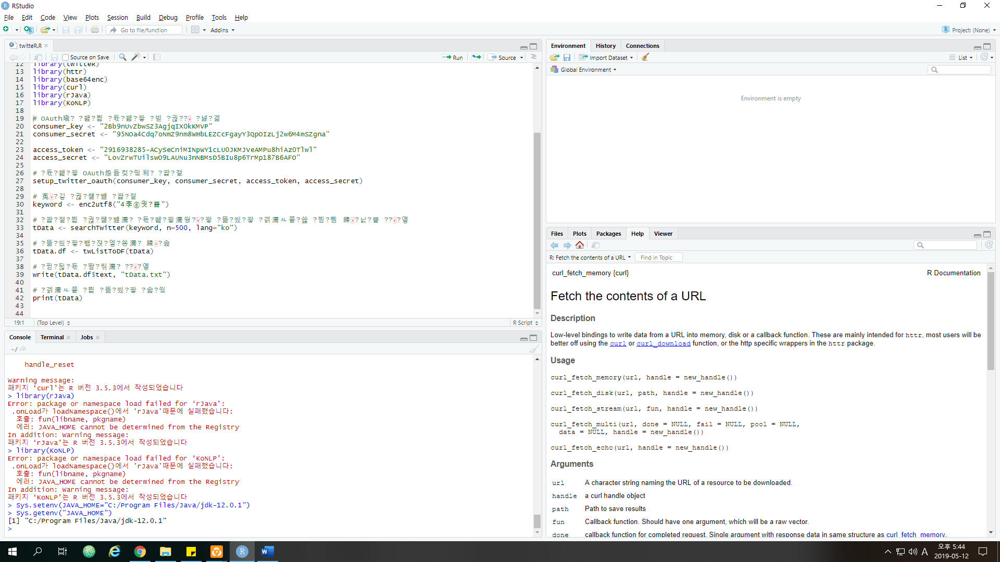 RStudio
File Edit Code View Plots Session Build Debug Profile Tools Help
Go to file/function Addins Project: (None)
twitteR.R
Source on Save Run Source
12 library(twitteR)
13 library(httr)
14 library(base64enc)
15 library(curl)
16 library(rJava)
17 library(KoNLP)
18
19 # OAuth
20 consumer_key <- "2Bb9nUvZbwSZ3AgjqIX0kKMVP"
21 consumer_secret <- "95NOa4Cdq7oNmZ9nm8WHbLEZCcFgayY3QpOIzLj2w6M4mSZgna"
22
23 access_token <- "2916938285-ACySeCniMINpWY1cLU0JKMJVeAMPu8hiAz0Tlwl"
24 access_secret <- "LovZrwTUilswO9LAUNu3nNBMsD5BIu8p6TrMp187B6AFO"
25
26 # OAuth
27 setup_twitter_oauth(consumer_key, consumer_secret, access_token, access_secret)
28
29 #
30 keyword <- enc2utf8("4
31
32 #
33 tData <- searchTwitter(keyword, n=500, lang="ko")
34
35 #
36 tData.df <- twListToDF(tData)
37
38 #
39 write(tData.df$text, "tData.txt")
40
41 #
42 print(tData)
43
44
19:1 (Top Level) R Script
Console Terminal Jobs
~/
handle_reset
Warning message:
패키지 ‘curl’는 R 버전 3.5.3에서 작성되었습니다
> library(rJava)
Error: package or namespace load failed for ‘rJava’:
.onLoad가 loadNamespace()에서 'rJava'때문에 실패했습니다:
호출: fun(libname, pkgname)
에러: JAVA_HOME cannot be determined from the Registry
In addition: Warning message:
패키지 ‘rJava’는 R 버전 3.5.3에서 작성되었습니다
> library(KoNLP)
Error: package or namespace load failed for ‘KoNLP’:
.onLoad가 loadNamespace()에서 'rJava'때문에 실패했습니다:
호출: fun(libname, pkgname)
에러: JAVA_HOME cannot be determined from the Registry
In addition: Warning message:
패키지 ‘KoNLP’는 R 버전 3.5.3에서 작성되었습니다
> Sys.setenv(JAVA_HOME="C:/Program Files/Java/jdk-12.0.1")
> Sys.getenv("JAVA_HOME")
[1] "C:/Program Files/Java/jdk-12.0.1"
>
Environment History Connections
Import Dataset List
Global Environment
Environment is empty
Files Plots Packages Help Viewer
R: Fetch the contents of a URL Find in Topic
curl_fetch_memory {curl} R Documentation
Fetch the contents of a URL
Description
Low-level bindings to write data from a URL into memory, disk or a callback function. These are mainly intended for httr, most users will be
better off using the curl or curl_download function, or the http specific wrappers in the httr package.
Usage
curl_fetch_memory(url, handle = new_handle())
curl_fetch_disk(url, path, handle = new_handle())
curl_fetch_stream(url, fun, handle = new_handle())
curl_fetch_multi(url, done = NULL, fail = NULL, pool = NULL,
data = NULL, handle = new_handle())
curl_fetch_echo(url, handle = new_handle())
Arguments
url A character string naming the URL of a resource to be downloaded.
handle a curl handle object
path Path to save results
fun Callback function. Should have one argument, which will be a raw vector.
done callback function for completed request. Single argument with response data in same structure as curl_fetch_memory.
A 오후 5:44
2019-05-12